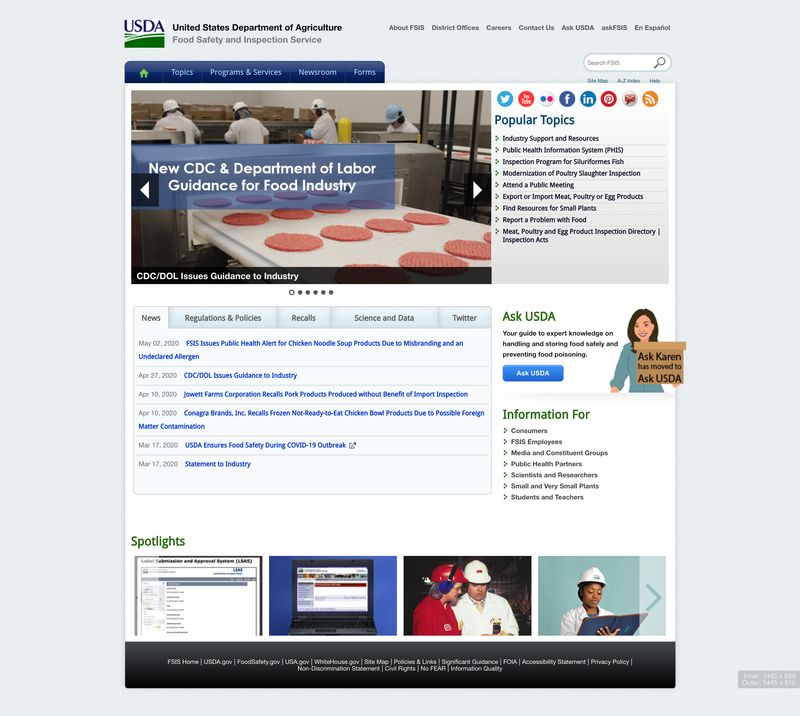 USDA
United States Department of Agriculture
Food Safety and Inspection Service
About FSIS District Offices Careers Contact Us Ask USDA askFSIS En Español
Topics Programs & Services Newsroom Forms
Search FSIS
Site Map A-Z Index Help
New CDC & Department of Labor
Guidance for Food Industry
CDC/DOL Issues Guidance to Industry
Popular Topics
Industry Support and Resources
Public Health Information System (PHIS)
Inspection Program for Siluriformes Fish
Modernization of Poultry Slaughter Inspection
Attend a Public Meeting
Export or Import Meat, Poultry or Egg Products
Find Resources for Small Plants
Report a Problem with Food
Meat, Poultry and Egg Product Inspection Directory |
Inspection Acts
News Regulations & Policies Recalls Science and Data Twitter
May 02, 2020 FSIS Issues Public Health Alert for Chicken Noodle Soup Products Due to Misbranding and an
Undeclared Allergen
Apr 27, 2020 CDC/DOL Issues Guidance to Industry
Apr 10, 2020 Jowett Farms Corporation Recalls Pork Products Produced without Benefit of Import Inspection
Apr 10, 2020 Conagra Brands, Inc. Recalls Frozen Not-Ready-to-Eat Chicken Bowl Products Due to Possible Foreign
Matter Contamination
Mar 17, 2020 USDA Ensures Food Safety During COVID-19 Outbreak
Mar 17, 2020 Statement to Industry
Ask USDA
Your guide to expert knowledge on
handling and storing food safely and
preventing food poisoning.
Ask USDA
Ask Karen
has moved to
Ask USDA
Information For
Consumers
FSIS Employees
Media and Constituent Groups
Public Health Partners
Scientists and Researchers
Small and Very Small Plants
Students and Teachers
Spotlights
Label Submission and Approval System (LSAS)
LSAS
FSIS Home | USDA.gov | FoodSafety.gov | USA.gov | WhiteHouse.gov | Site Map | Policies & Links | Significant Guidance | FOIA | Accessibility Statement | Privacy Policy |
Non-Discrimination Statement | Civil Rights | No FEAR | Information Quality
Inner: 1445 x 699
Outer: 1445 x 810